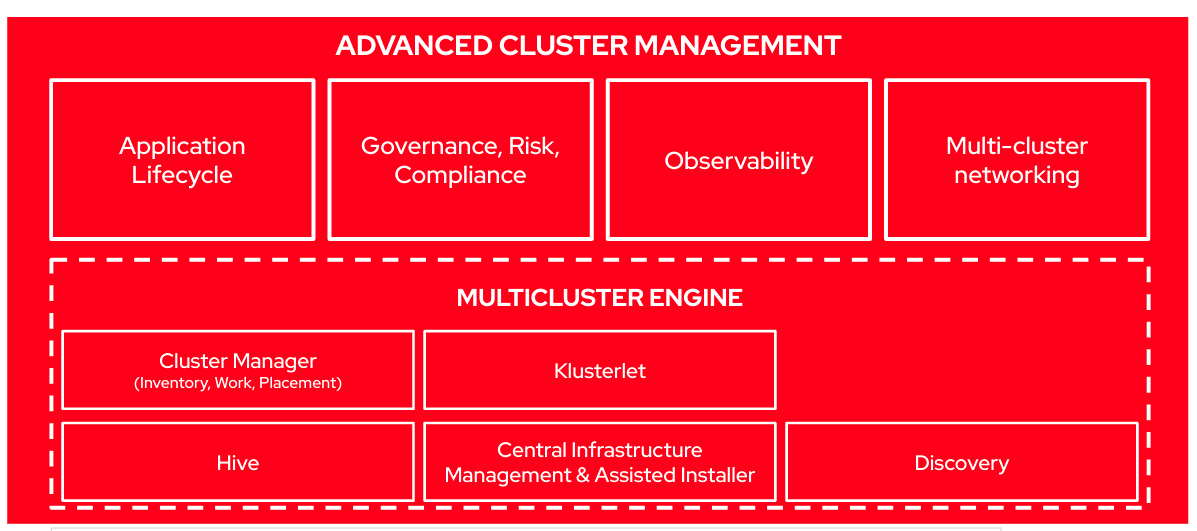 ADVANCED CLUSTER MANAGEMENT
Application
Lifecycle
Governance, Risk,
Compliance
Observability
Multi-cluster
networking
MULTICLUSTER ENGINE
Cluster Manager
(Inventory, Work, Placement)
Klusterlet
Hive
Central Infrastructure
Management & Assisted Installer
Discovery